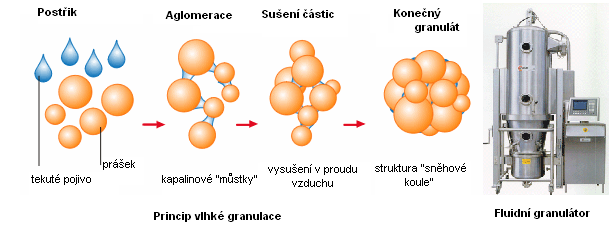 Postřik
Aglomerace
Sušení částic
Konečný
granulát
prášek
tekuté pojivo
kapalinové "můstky"
vysušení v proudu
vzduchu
struktura "sněhové
koule"
Princip vlhké granulace
Fluidní granulátor